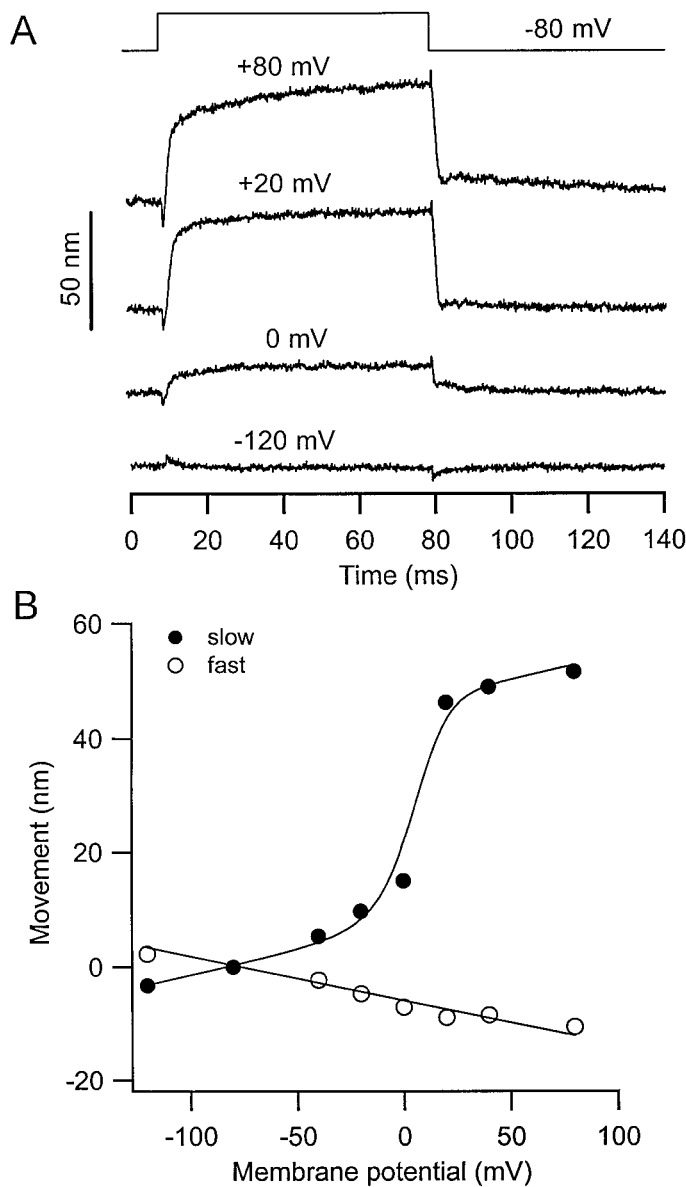 A
-80 mV
+80 mV
+20 mV
50 nm
0 mV
-120 mV
0 20 40 60 80 100 120 140
Time (ms)
B
60
40
20
0
-20
slow
fast
Movement (nm)
-100 -50 0 50 100
Membrane potential (mV)